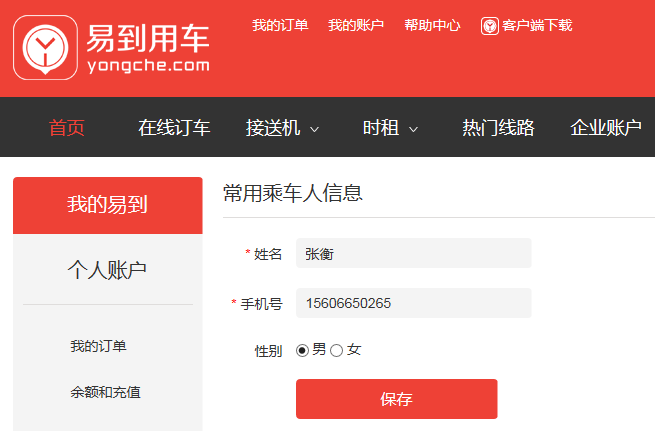 易到用车
yongche.com
我的订单 我的账户 帮助中心 客户端下载
首页 在线订车 接送机 时租 热门线路 企业账户
我的易到
个人账户
我的订单
余额和充值
常用乘车人信息
* 姓名 张衡
* 手机号 15606650265
性别 男 女
保存